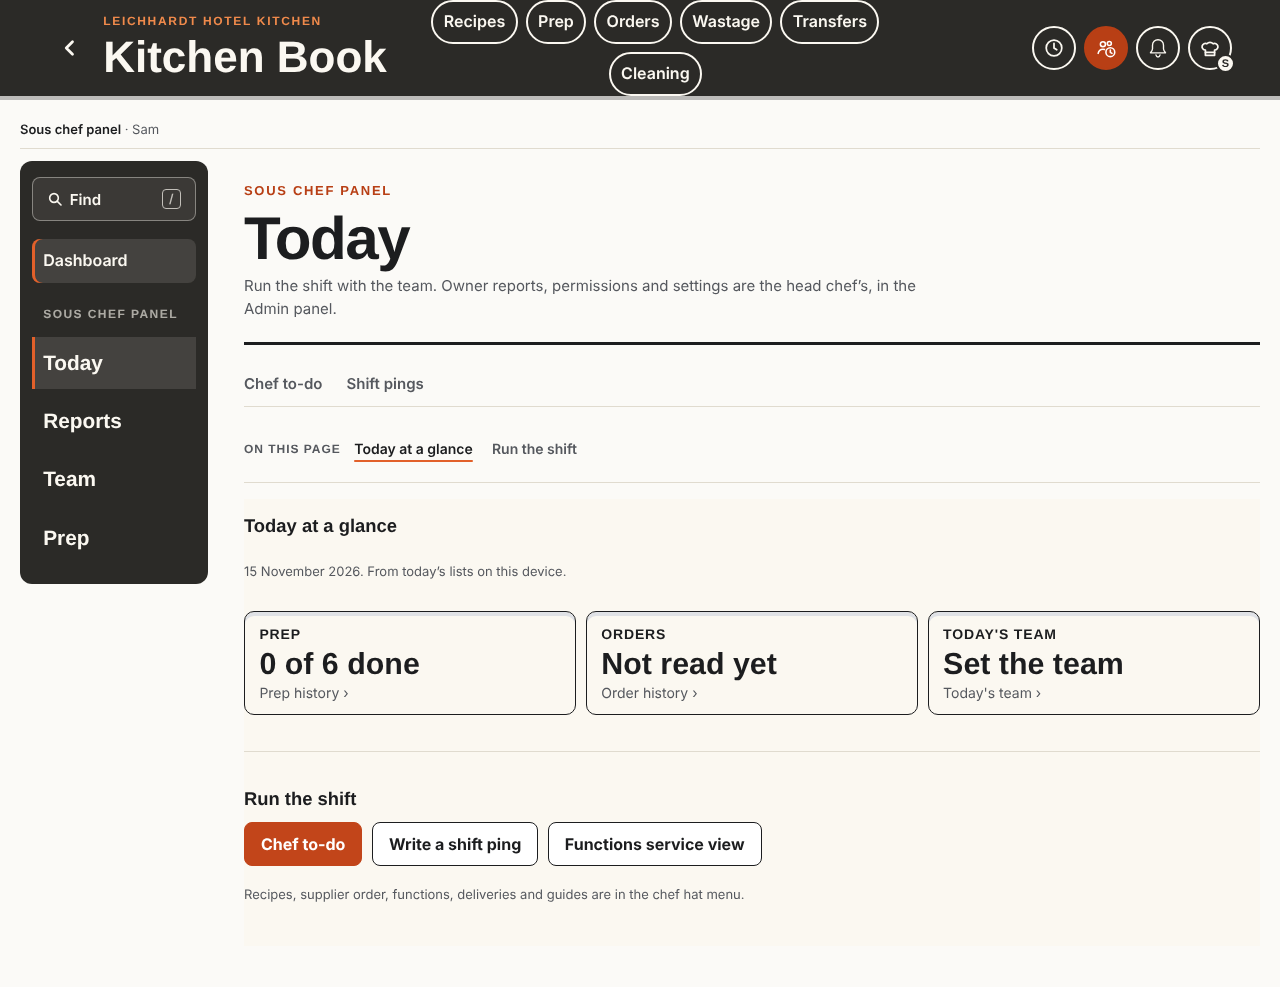 LEICHHARDT HOTEL KITCHEN
Kitchen Book
Recipes
Prep
Orders
Wastage
Transfers
Cleaning
S
Sous chef panel · Sam
Find
/
Dashboard
SOUS CHEF PANEL
Today
Reports
Team
Prep
SOUS CHEF PANEL
Today
Run the shift with the team. Owner reports, permissions and settings are the head chef’s, in the
Admin panel.
Chef to-do
Shift pings
ON THIS PAGE
Today at a glance
Run the shift
Today at a glance
15 November 2026. From today’s lists on this device.
PREP
0 of 6 done
Prep history ›
ORDERS
Not read yet
Order history ›
TODAY'S TEAM
Set the team
Today's team ›
Run the shift
Chef to-do
Write a shift ping
Functions service view
Recipes, supplier order, functions, deliveries and guides are in the chef hat menu.